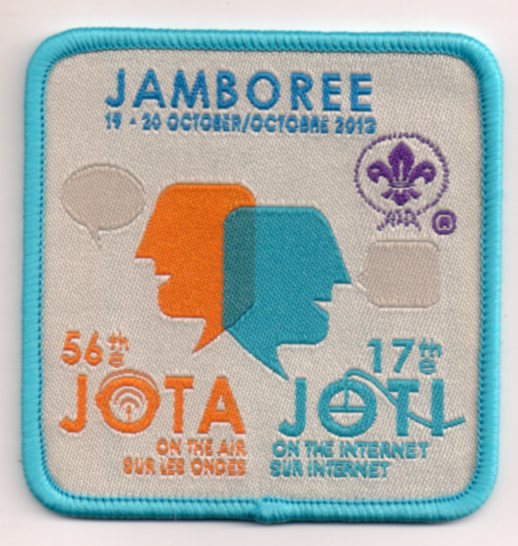 JAMBOREE
19 - 20 OCTOBER/OCTOBRE 2013
®
56th
e
JOTA
ON THE AIR
SUR LES ONDES
17th
e
JOTI
ON THE INTERNET
SUR INTERNET